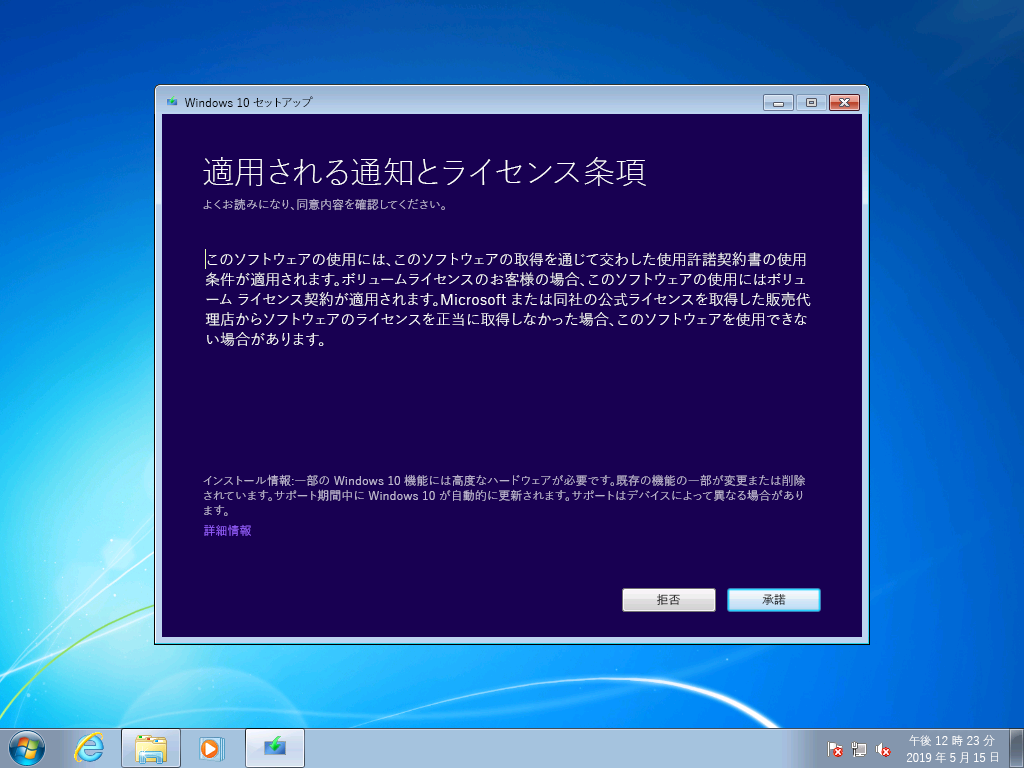 Windows 10 セットアップ
適用される通知とライセンス条項
よくお読みになり、同意内容を確認してください。
このソフトウェアの使用には、このソフトウェアの取得を通じて交わした使用許諾契約書の使用
条件が適用されます。ボリュームライセンスのお客様の場合、このソフトウェアの使用にはボリュ
ーム ライセンス契約が適用されます。Microsoft または同社の公式ライセンスを取得した販売代
理店からソフトウェアのライセンスを正当に取得しなかった場合、このソフトウェアを使用できな
い場合があります。
インストール情報:一部の Windows 10 機能には高度なハードウェアが必要です。既存の機能の一部が変更または削除
されています。サポート期間中に Windows 10 が自動的に更新されます。サポートはデバイスによって異なる場合があり
ます。
詳細情報
拒否
承諾
午後 12 時 23 分
2019 年 5 月 15 日